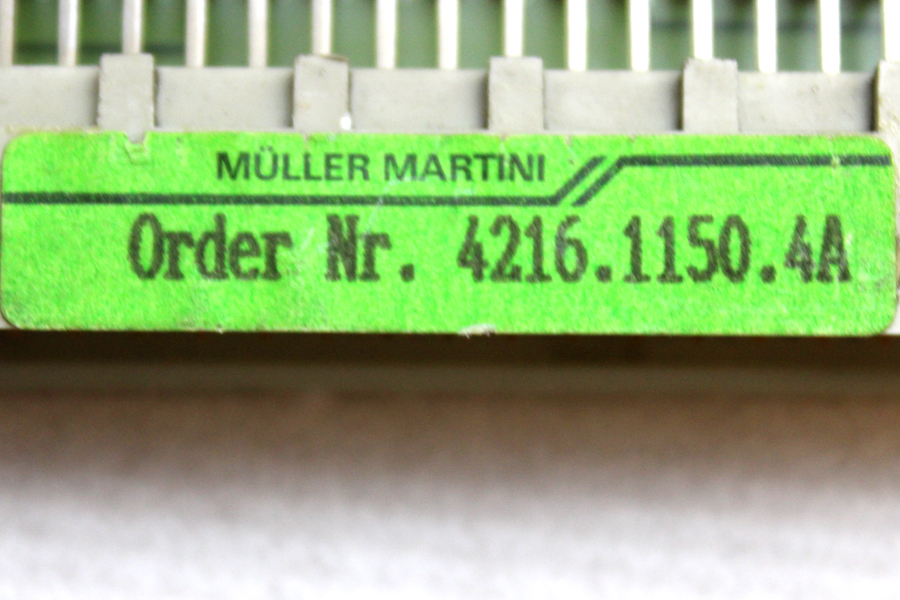 MÜLLER MARTINI
Order Nr. 4216.1150.4A